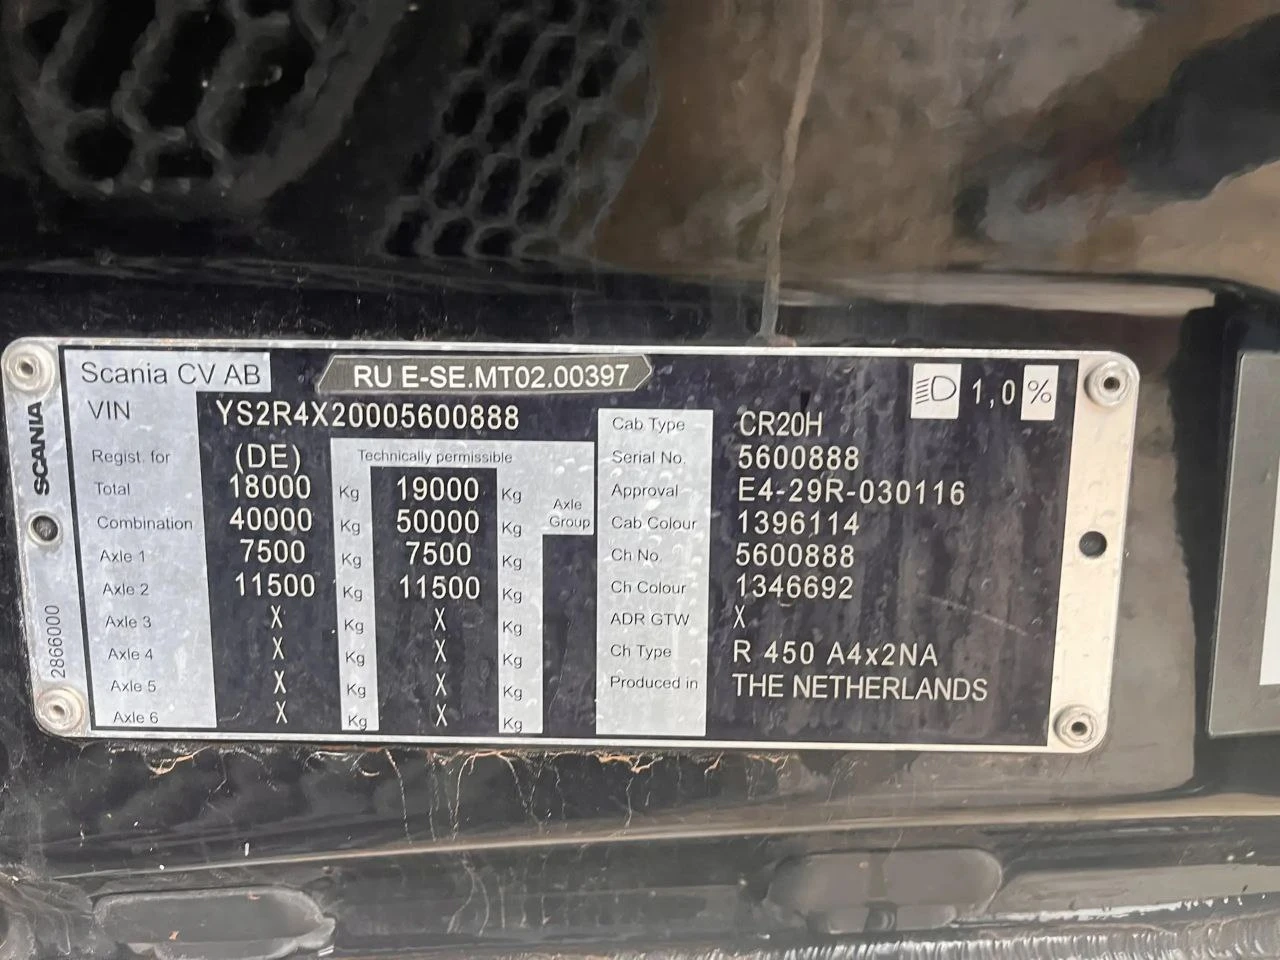 Scania CV AB
RU E-SE.MT02.00397
1,0 %
SCANIA
2866000
VIN YS2R4X20005600888
Regist. for (DE) Technically permissible
Total 18000 Kg 19000 Kg Axle Group
Combination 40000 Kg 50000 Kg
Axle 1 7500 Kg 7500 Kg
Axle 2 11500 Kg 11500 Kg
Axle 3 X Kg X Kg
Axle 4 X Kg X Kg
Axle 5 X Kg X Kg
Axle 6 X Kg X Kg
Cab Type CR20H
Serial No. 5600888
Approval E4-29R-030116
Cab Colour 1396114
Ch No. 5600888
Ch Colour 1346692
ADR GTW X
Ch Type R 450 A4x2NA
Produced in THE NETHERLANDS